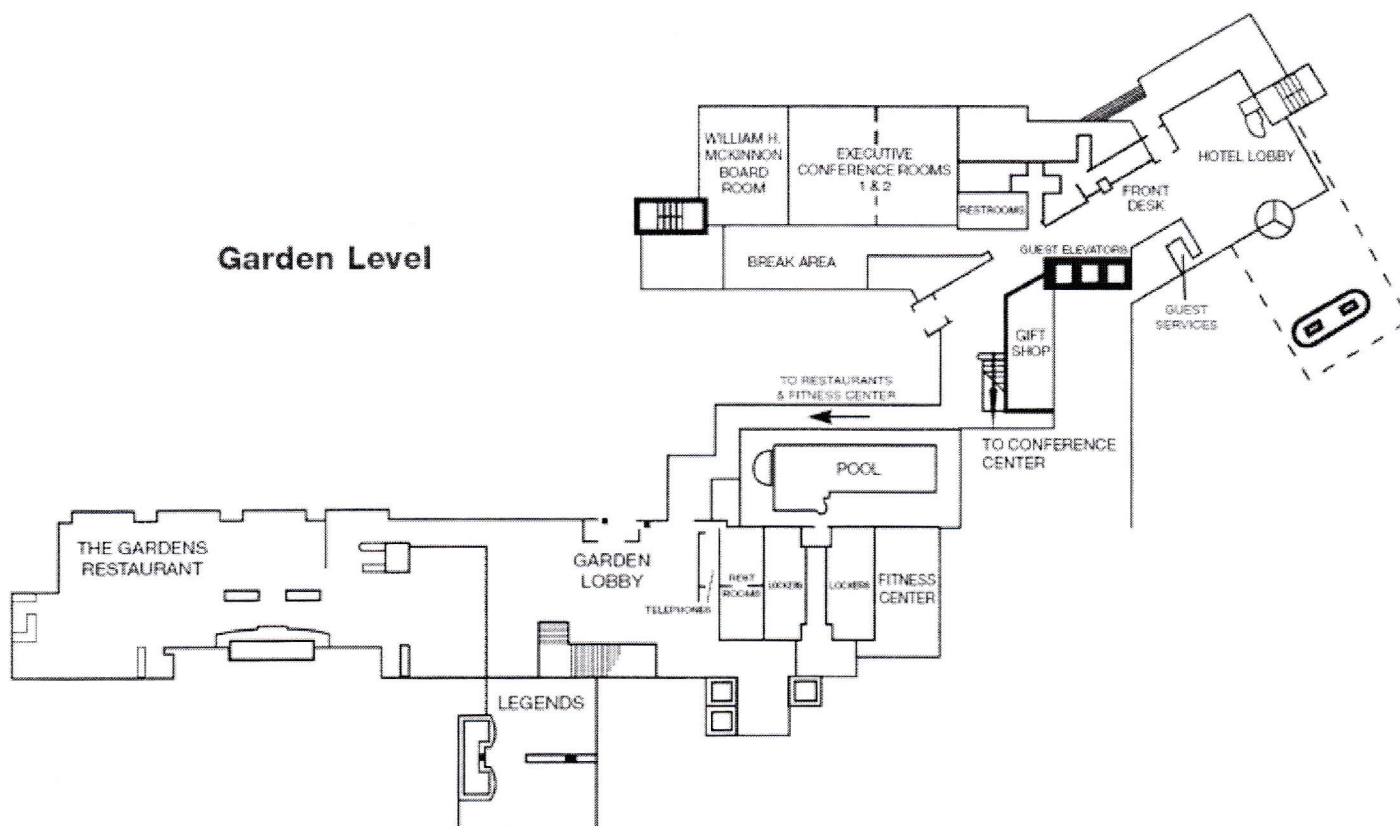 Garden Level
WILLIAM H.
MCKINNON
BOARD
ROOM
EXECUTIVE
CONFERENCE ROOMS
1 & 2
RESTROOMS
HOTEL LOBBY
FRONT
DESK
GUEST ELEVATORS
BREAK AREA
GUEST
SERVICES
GIFT
SHOP
TO RESTAURANTS
& FITNESS CENTER
TO CONFERENCE
CENTER
POOL
THE GARDENS
RESTAURANT
GARDEN
LOBBY
TELEPHONES
REST
ROOMS
LOCKERS
LOCKERS
FITNESS
CENTER
LEGENDS